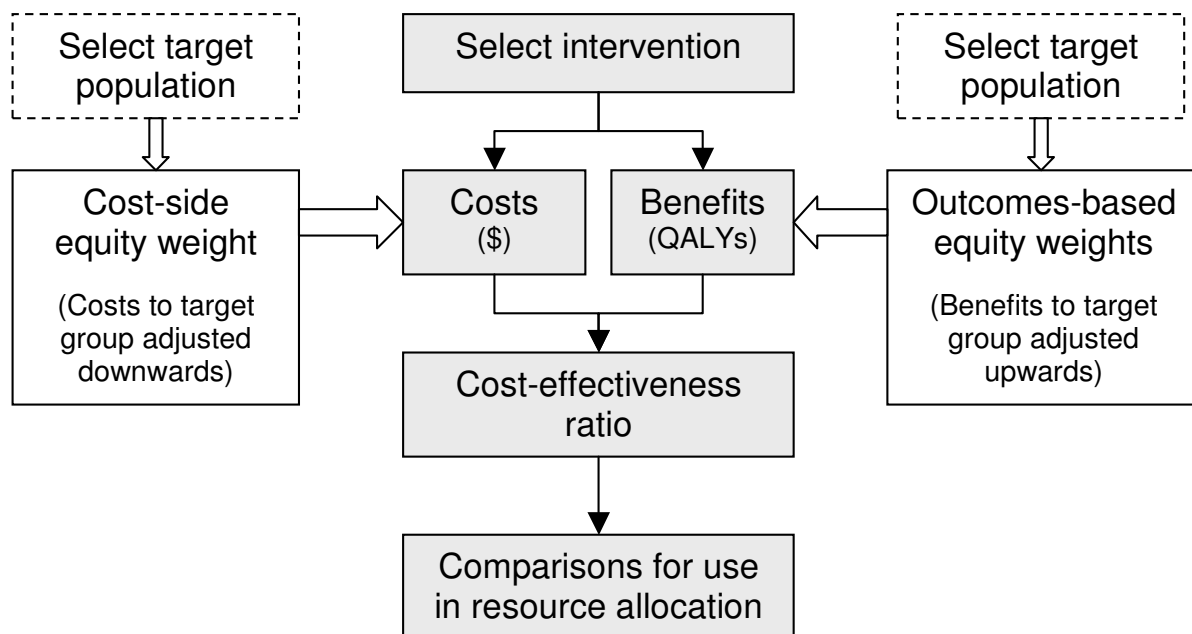 Select target
population
Select intervention
Select target
population
Cost-side
equity weight
(Costs to target
group adjusted
downwards)
Costs
($)
Benefits
(QALYs)
Outcomes-based
equity weights
(Benefits to target
group adjusted
upwards)
Cost-effectiveness
ratio
Comparisons for use
in resource allocation